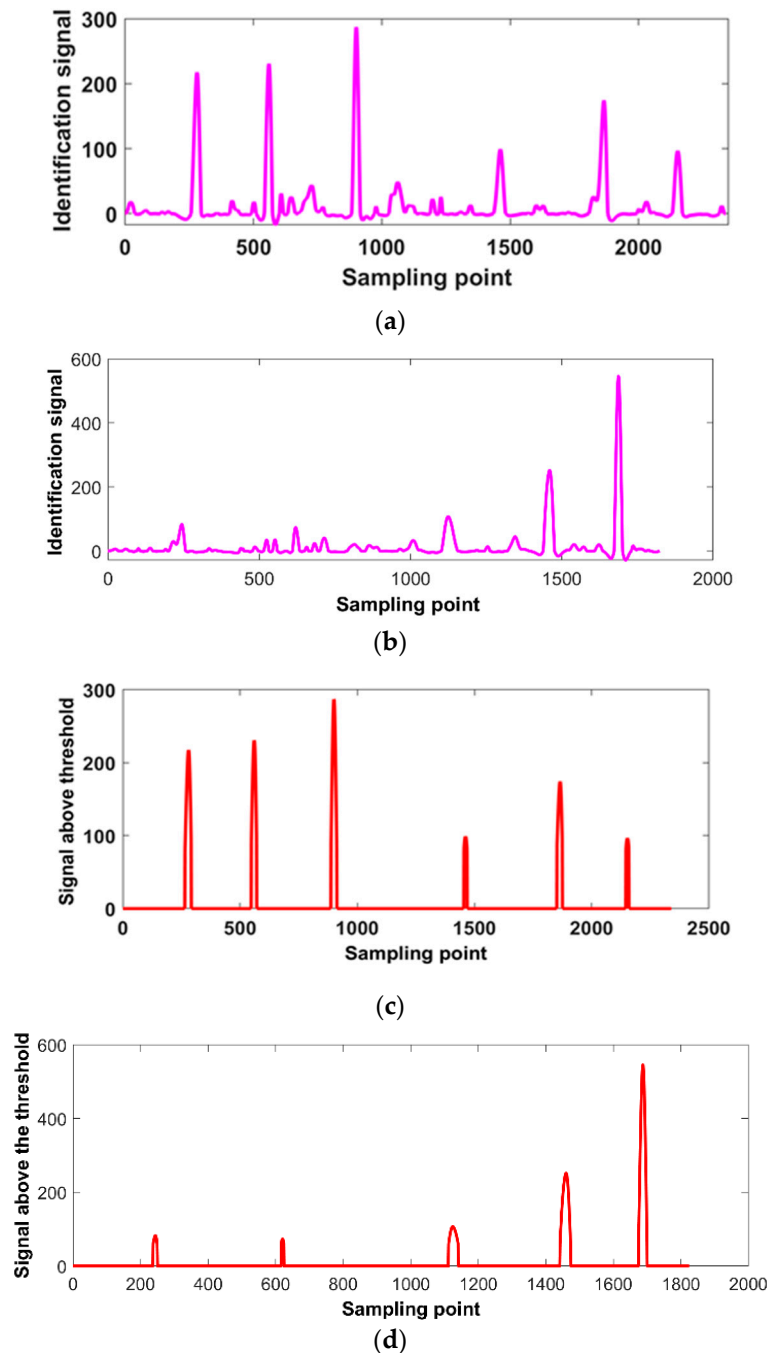 300
200
100
0
Identification signal
0 500 1000 1500 2000
Sampling point
(a)
600
400
200
0
Identification signal
0 500 1000 1500 2000
Sampling point
(b)
300
200
100
0
Signal above threshold
0 500 1000 1500 2000 2500
Sampling point
(c)
600
400
200
0
Signal above the threshold
0 200 400 600 800 1000 1200 1400 1600 1800 2000
Sampling point
(d)